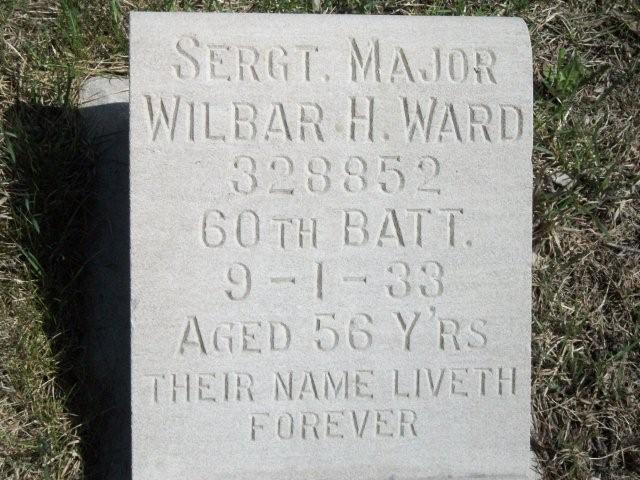 SERGT. MAJOR
WILBAR H. WARD
328852
60TH BATT.
9-1-33
AGED 56 Y'RS
THEIR NAME LIVETH
FOREVER